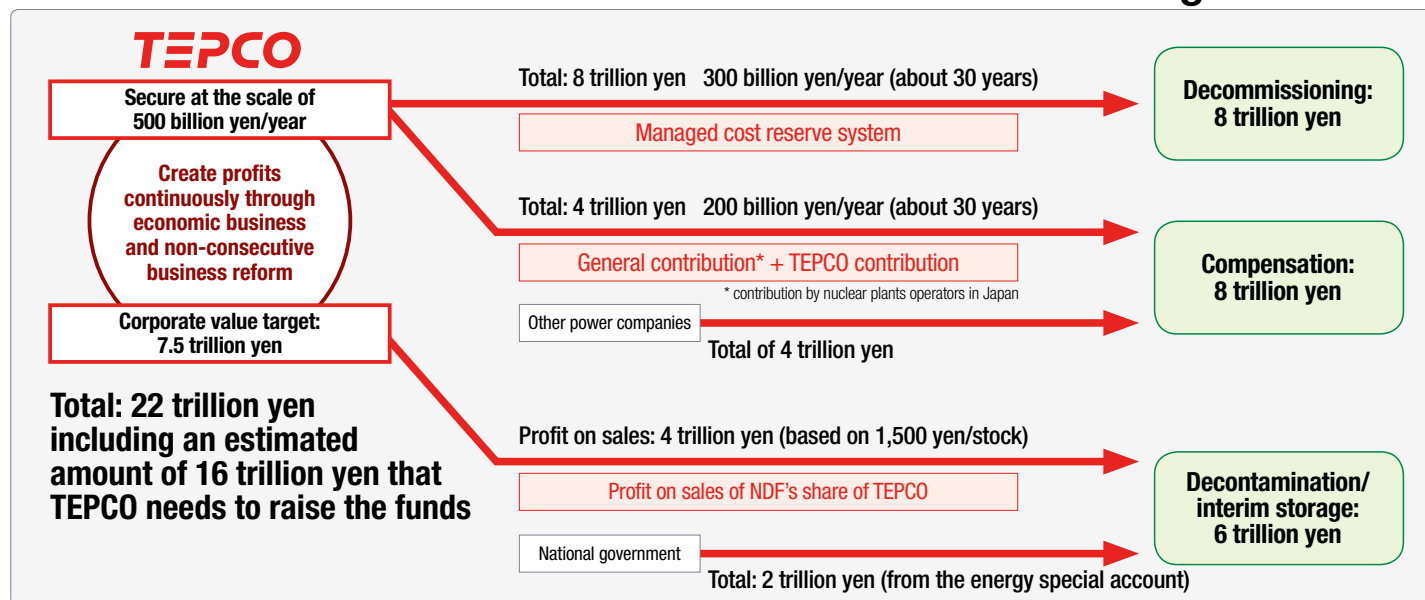 TEPCO
Secure at the scale of
500 billion yen/year
Create profits
continuously through
economic business
and non-consecutive
business reform
Corporate value target:
7.5 trillion yen
Total: 22 trillion yen
including an estimated
amount of 16 trillion yen that
TEPCO needs to raise the funds
Total: 8 trillion yen 300 billion yen/year (about 30 years)
Managed cost reserve system
Decommissioning:
8 trillion yen
Total: 4 trillion yen 200 billion yen/year (about 30 years)
General contribution* + TEPCO contribution
* contribution by nuclear plants operators in Japan
Other power companies
Total of 4 trillion yen
Compensation:
8 trillion yen
Profit on sales: 4 trillion yen (based on 1,500 yen/stock)
Profit on sales of NDF's share of TEPCO
National government
Total: 2 trillion yen (from the energy special account)
Decontamination/
interim storage:
6 trillion yen